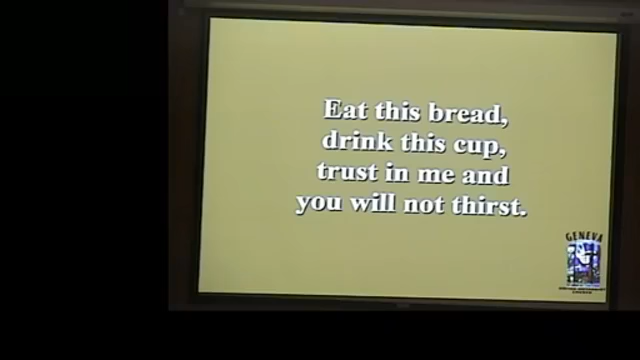 Eat this bread,
drink this cup,
trust in me and
you will not thirst.
GENEVA